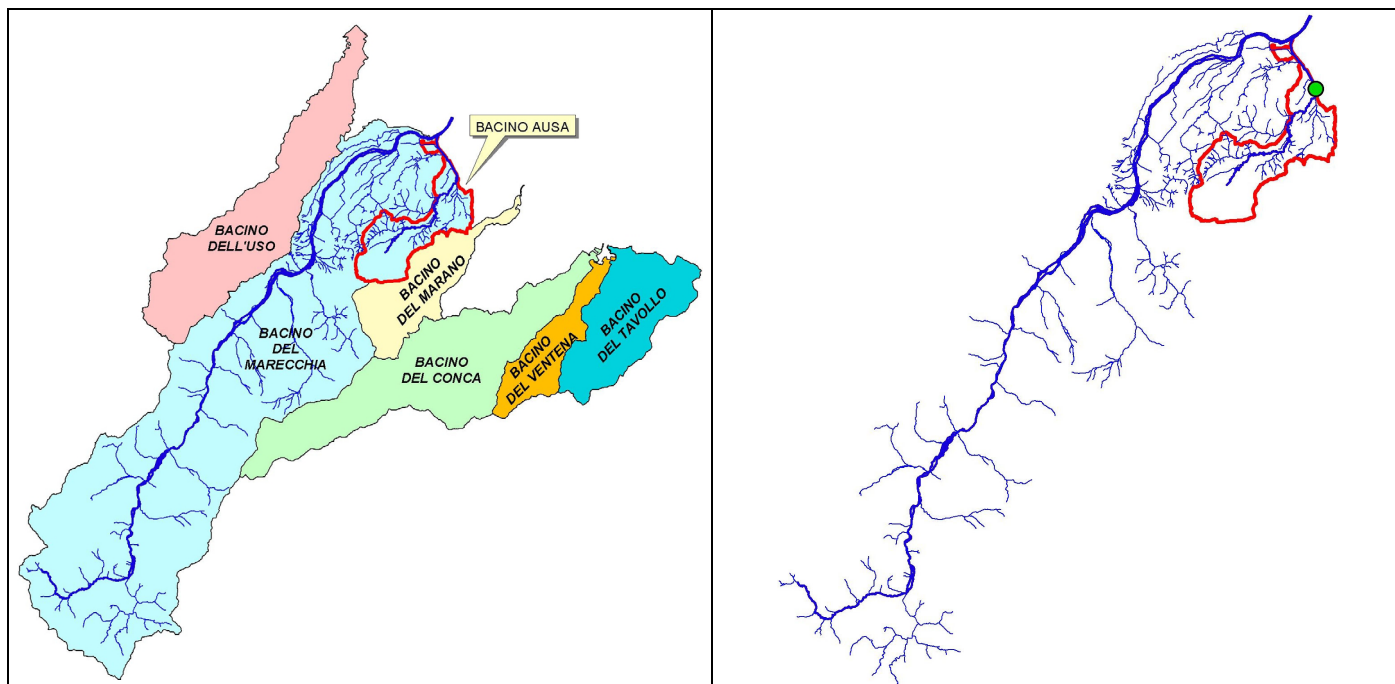 BACINO AUSA
BACINO
DELL'USO
BACINO
DEL MARANO
BACINO
DEL
MARECCHIA
BACINO
DEL CONCA
BACINO
DEL VENTENA
BACINO
DEL TAVOLLO